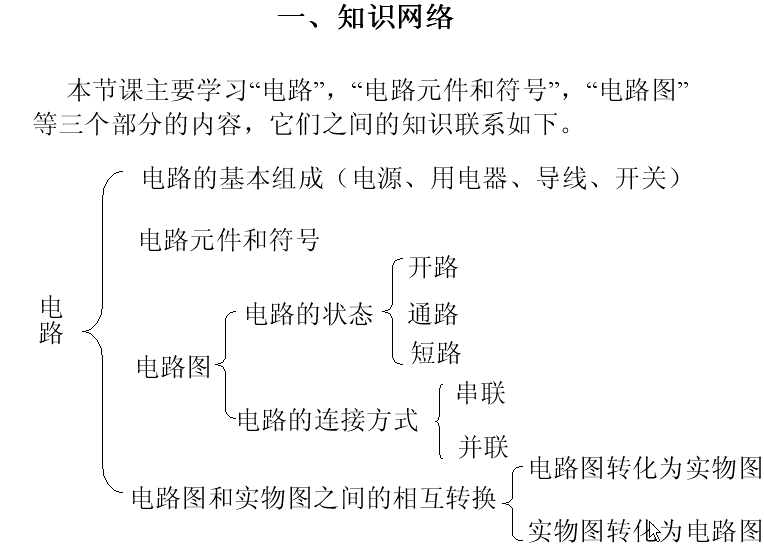 一、知识网络
本节课主要学习“电路”，“电路元件和符号”，“电路图”
等三个部分的内容，它们之间的知识联系如下。
电路的基本组成（电源、用电器、导线、开关）
电路元件和符号
开路
电路
电路的状态
通路
短路
电路图
串联
电路的连接方式
并联
电路图转化为实物图
电路图和实物图之间的相互转换
实物图转化为电路图